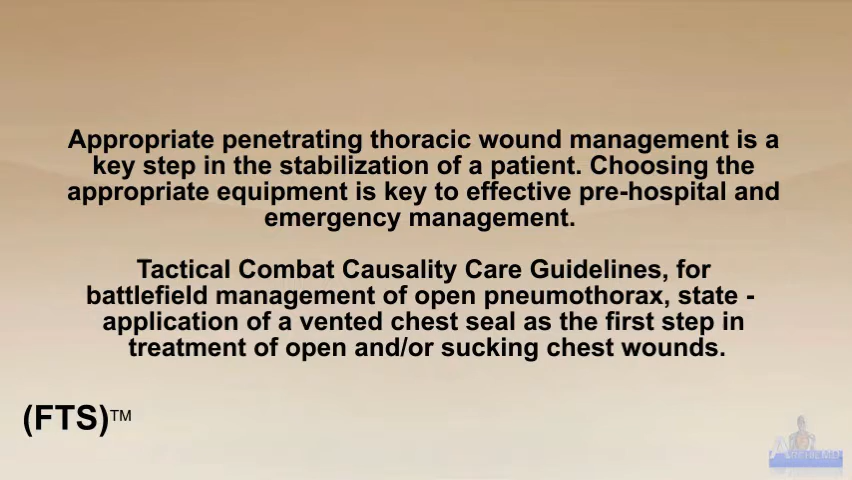 Appropriate penetrating thoracic wound management is a
key step in the stabilization of a patient. Choosing the
appropriate equipment is key to effective pre-hospital and
emergency management.
Tactical Combat Causality Care Guidelines, for
battlefield management of open pneumothorax, state -
application of a vented chest seal as the first step in
treatment of open and/or sucking chest wounds.
(FTS)™